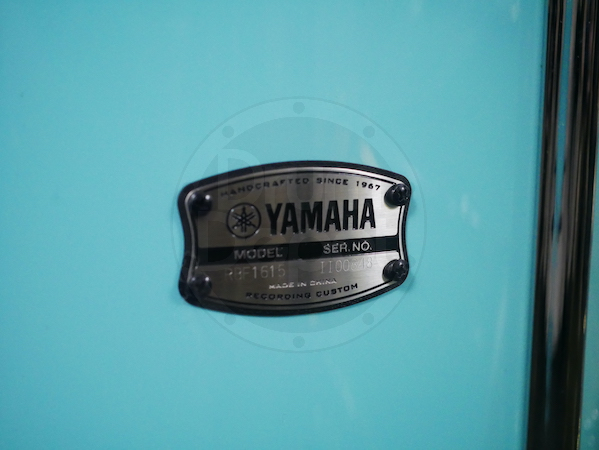 HANDCRAFTED SINCE 1967
YAMAHA
MODEL SER.NO.
MADE IN CHINA
RECORDING CUSTOM